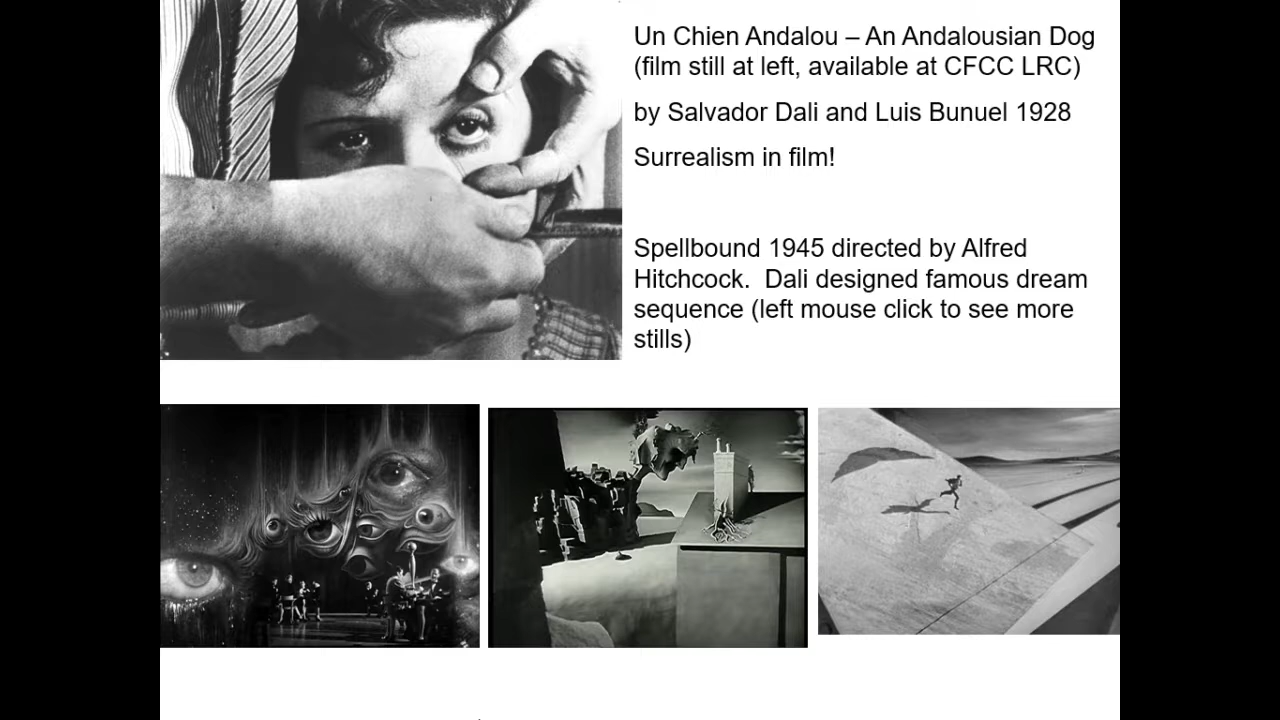 Un Chien Andalou – An Andalousian Dog
(film still at left, available at CFCC LRC)
by Salvador Dali and Luis Bunuel 1928
Surrealism in film!
Spellbound 1945 directed by Alfred
Hitchcock.  Dali designed famous dream
sequence (left mouse click to see more
stills)